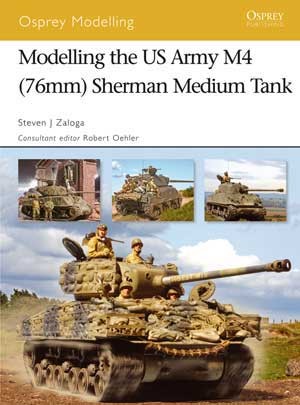 Osprey Modelling
OSPREY
PUBLISHING
Modelling the US Army M4
(76mm) Sherman Medium Tank
Steven J Zaloga
Consultant editor Robert Oehler